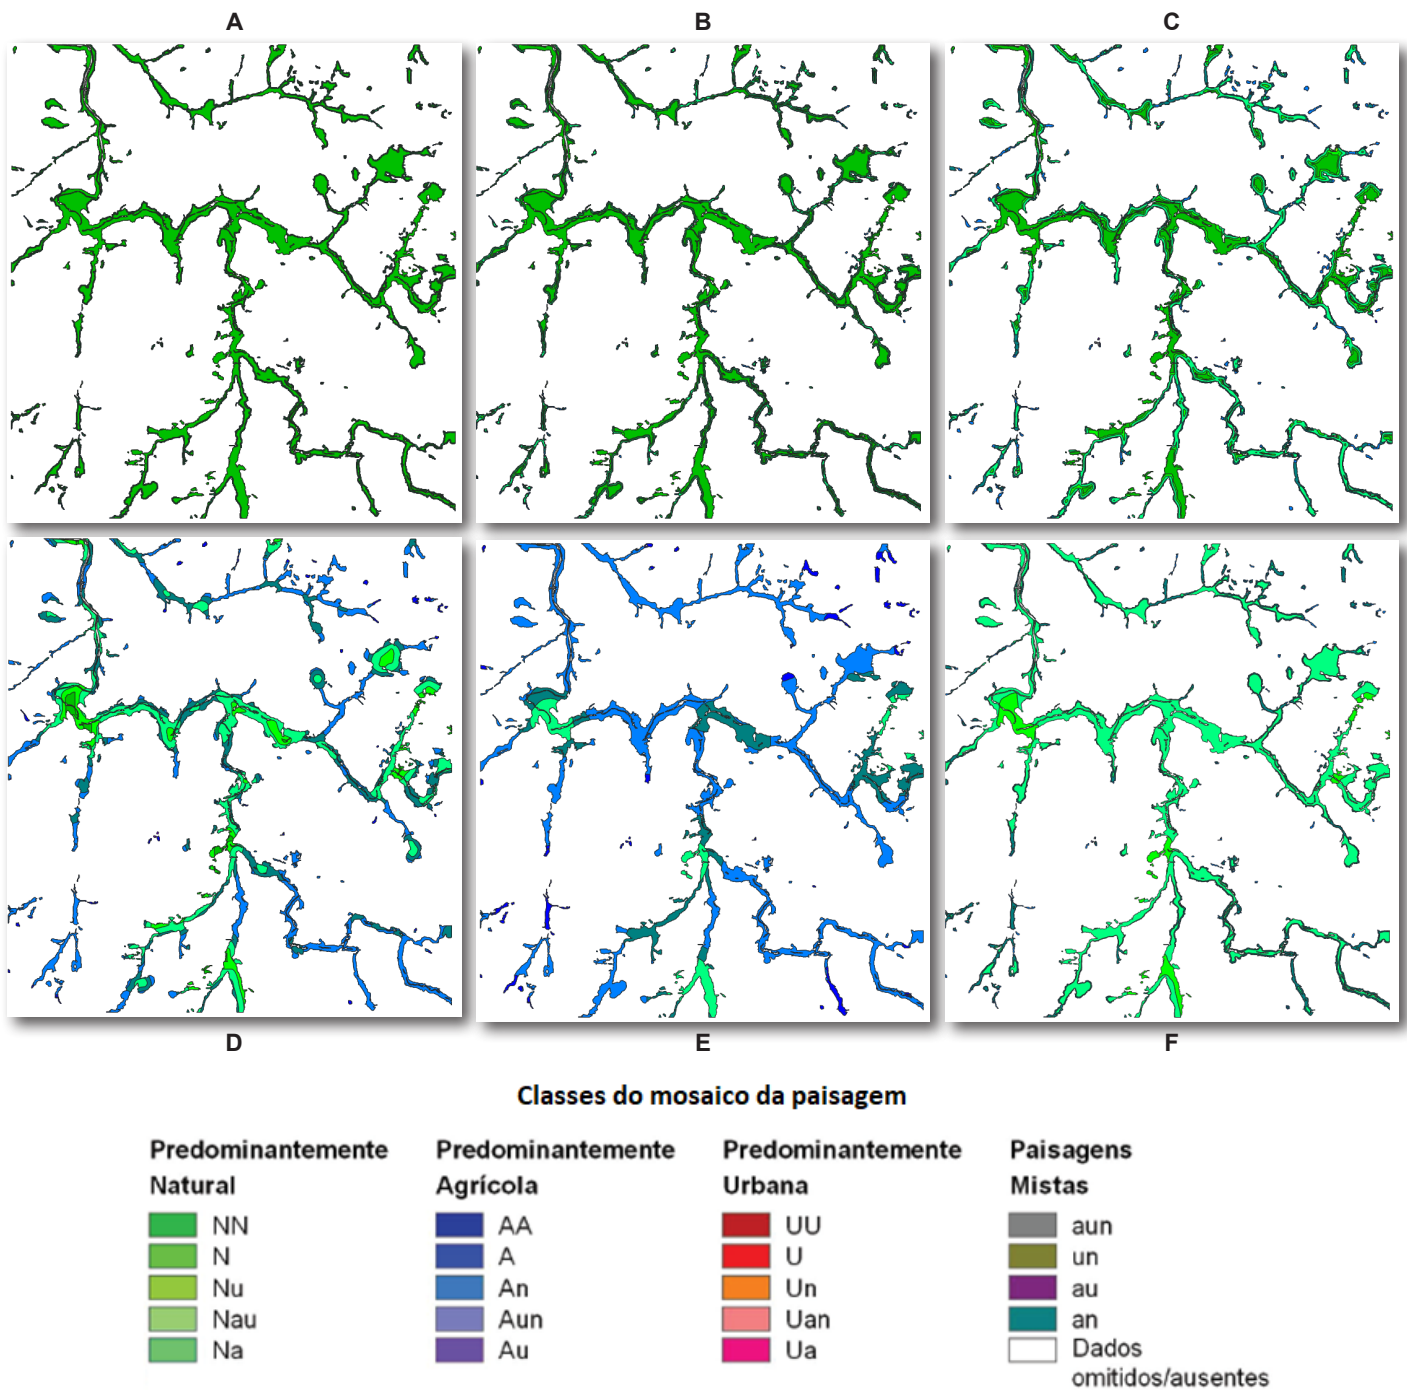 A B C
D E F
Classes do mosaico da paisagem
Predominantemente Natural
NN
N
Nu
Nau
Na
Predominantemente Agrícola
AA
A
An
Aun
Au
Predominantemente Urbana
UU
U
Un
Uan
Ua
Paisagens Mistas
aun
un
au
an
Dados
omitidos/ausentes